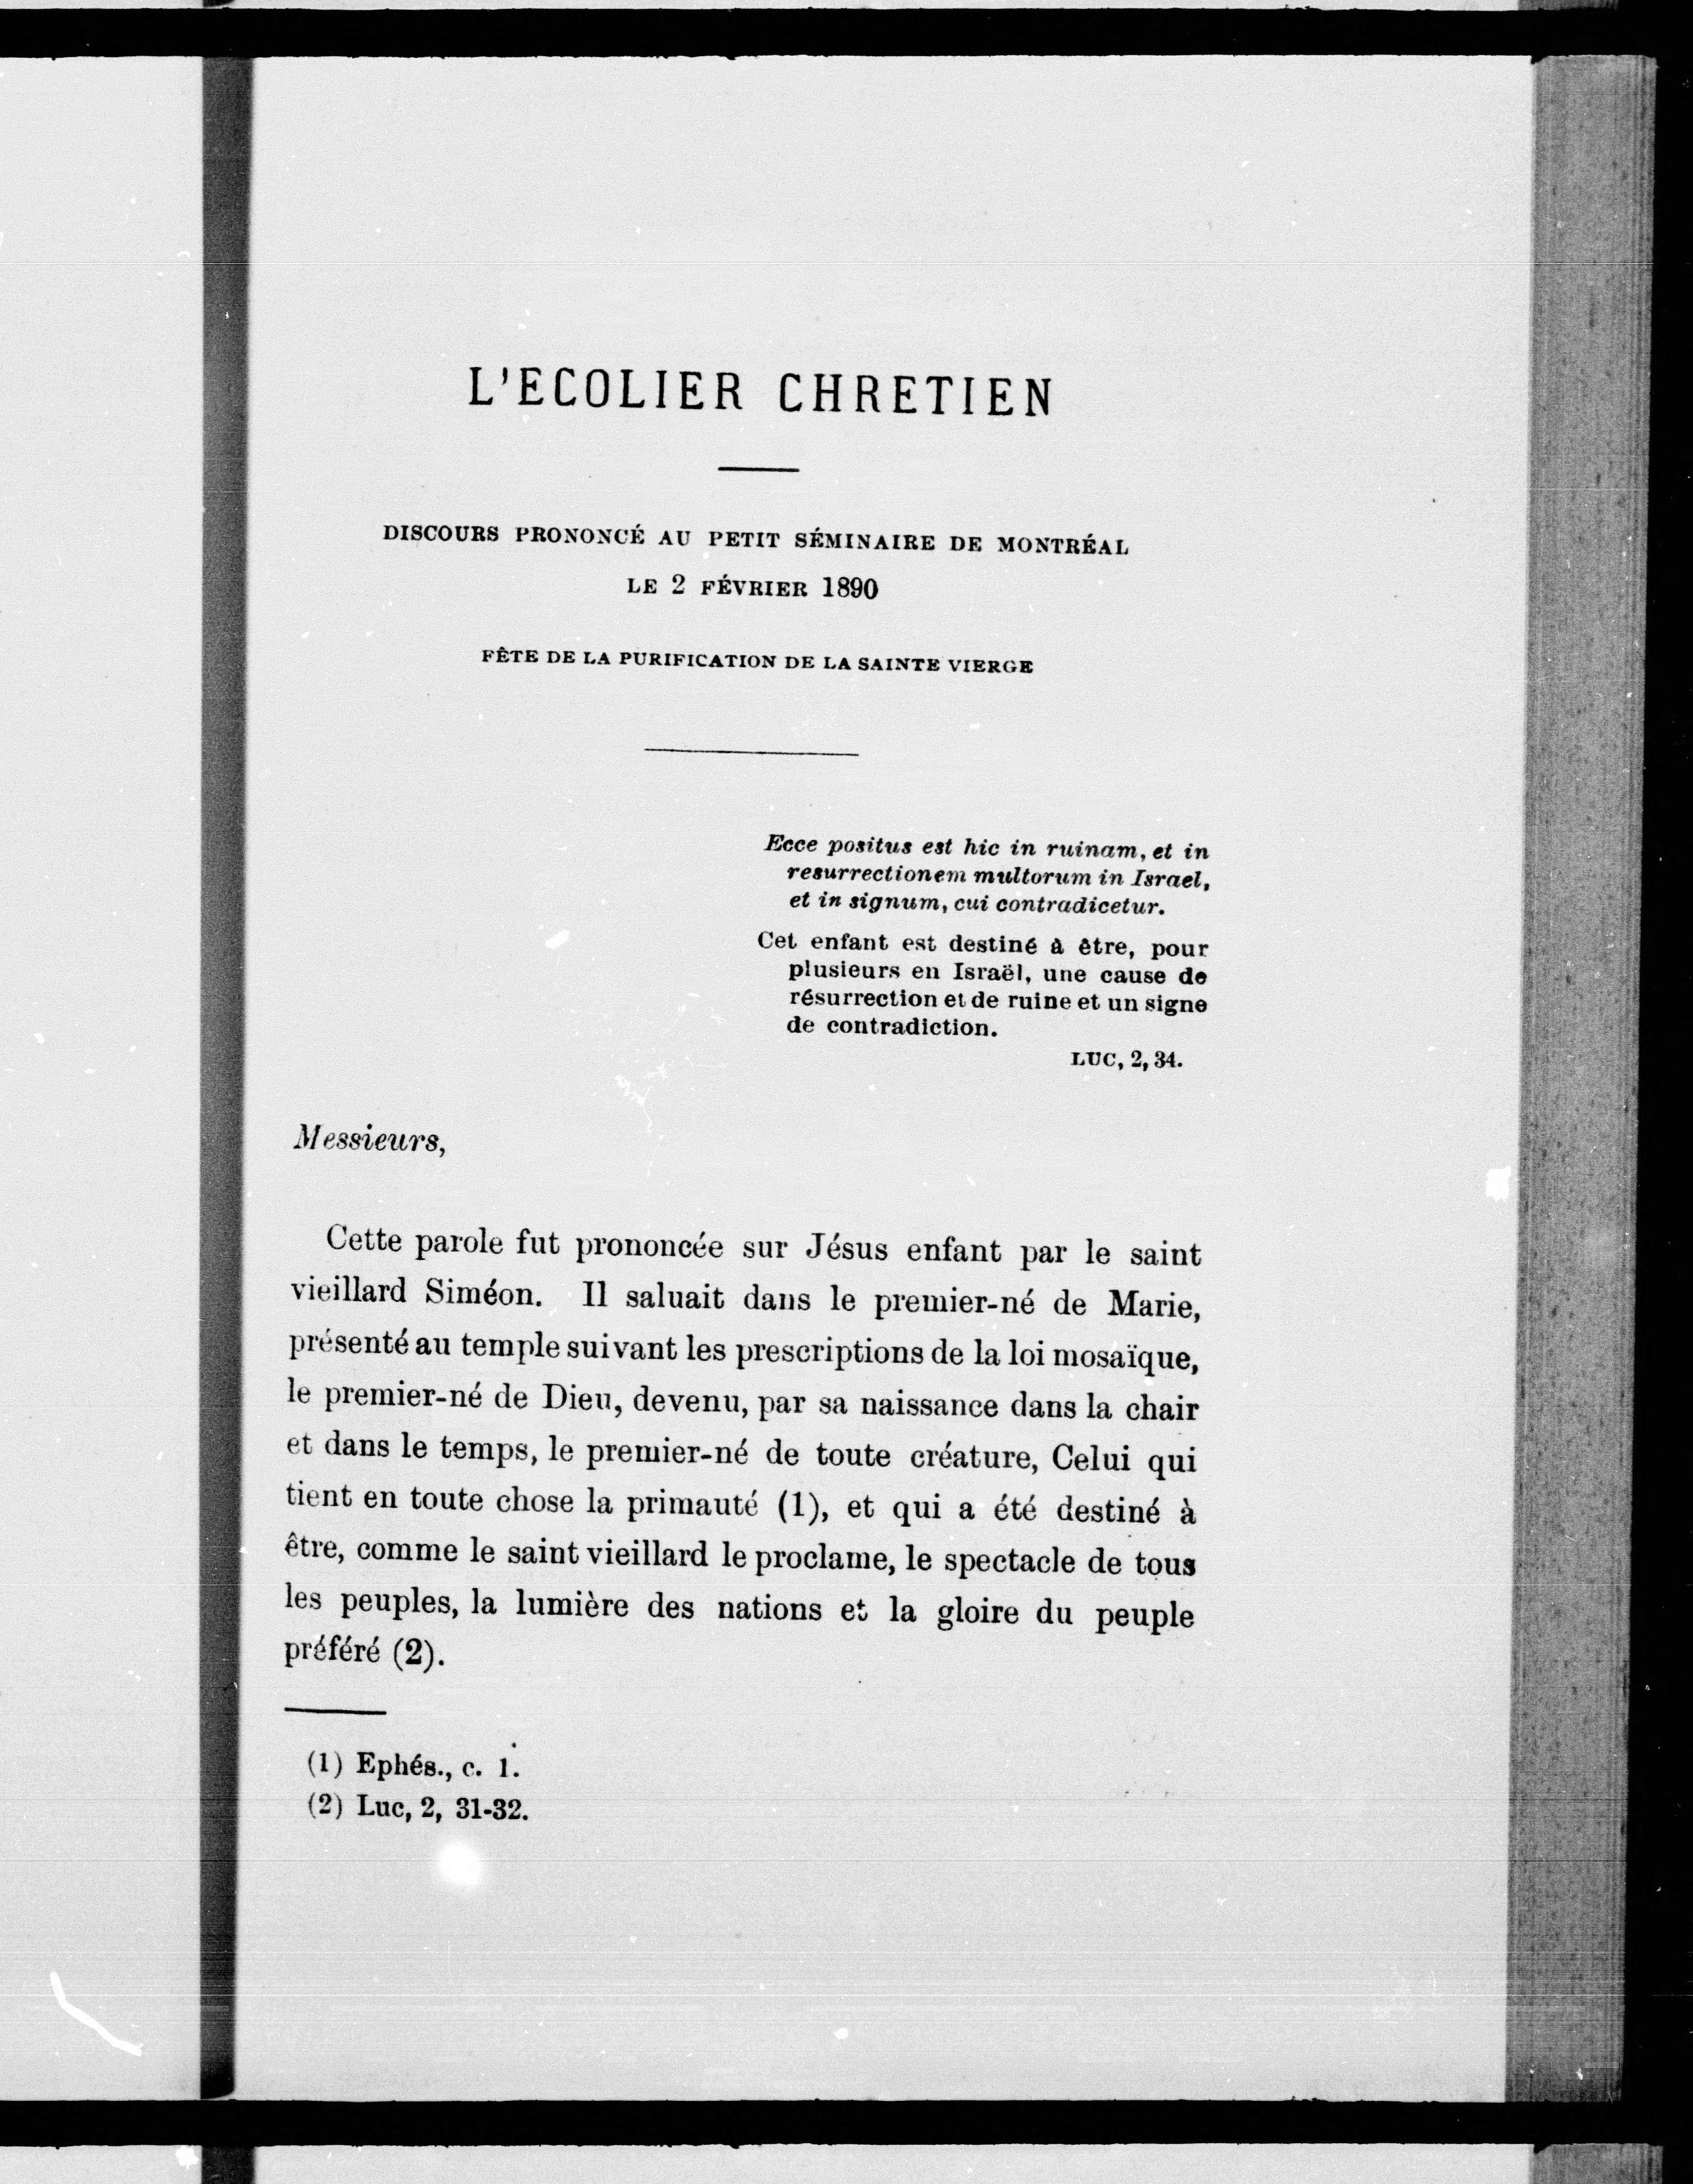 L'ECOLIER CHRETIEN
DISCOURS PRONONCÉ AU PETIT SÉMINAIRE DE MONTRÉAL
LE 2 FÉVRIER 1890
FÊTE DE LA PURIFICATION DE LA SAINTE VIERGE
Ecce positus est hic in ruinam, et in
resurrectionem multorum in Israel,
et in signum, cui contradicetur.
Cet enfant est destiné à être, pour
plusieurs en Israël, une cause de
résurrection et de ruine et un signe
de contradiction.
LUC, 2, 34.
Messieurs,
Cette parole fut prononcée sur Jésus enfant par le saint
vieillard Siméon. Il saluait dans le premier-né de Marie,
présenté au temple suivant les prescriptions de la loi mosaïque,
le premier-né de Dieu, devenu, par sa naissance dans la chair
et dans le temps, le premier-né de toute créature, Celui qui
tient en toute chose la primauté (1), et qui a été destiné à
être, comme le saint vieillard le proclame, le spectacle de tous
les peuples, la lumière des nations et la gloire du peuple
préféré (2).
(1) Ephés., c. 1.
(2) Luc, 2, 31-32.